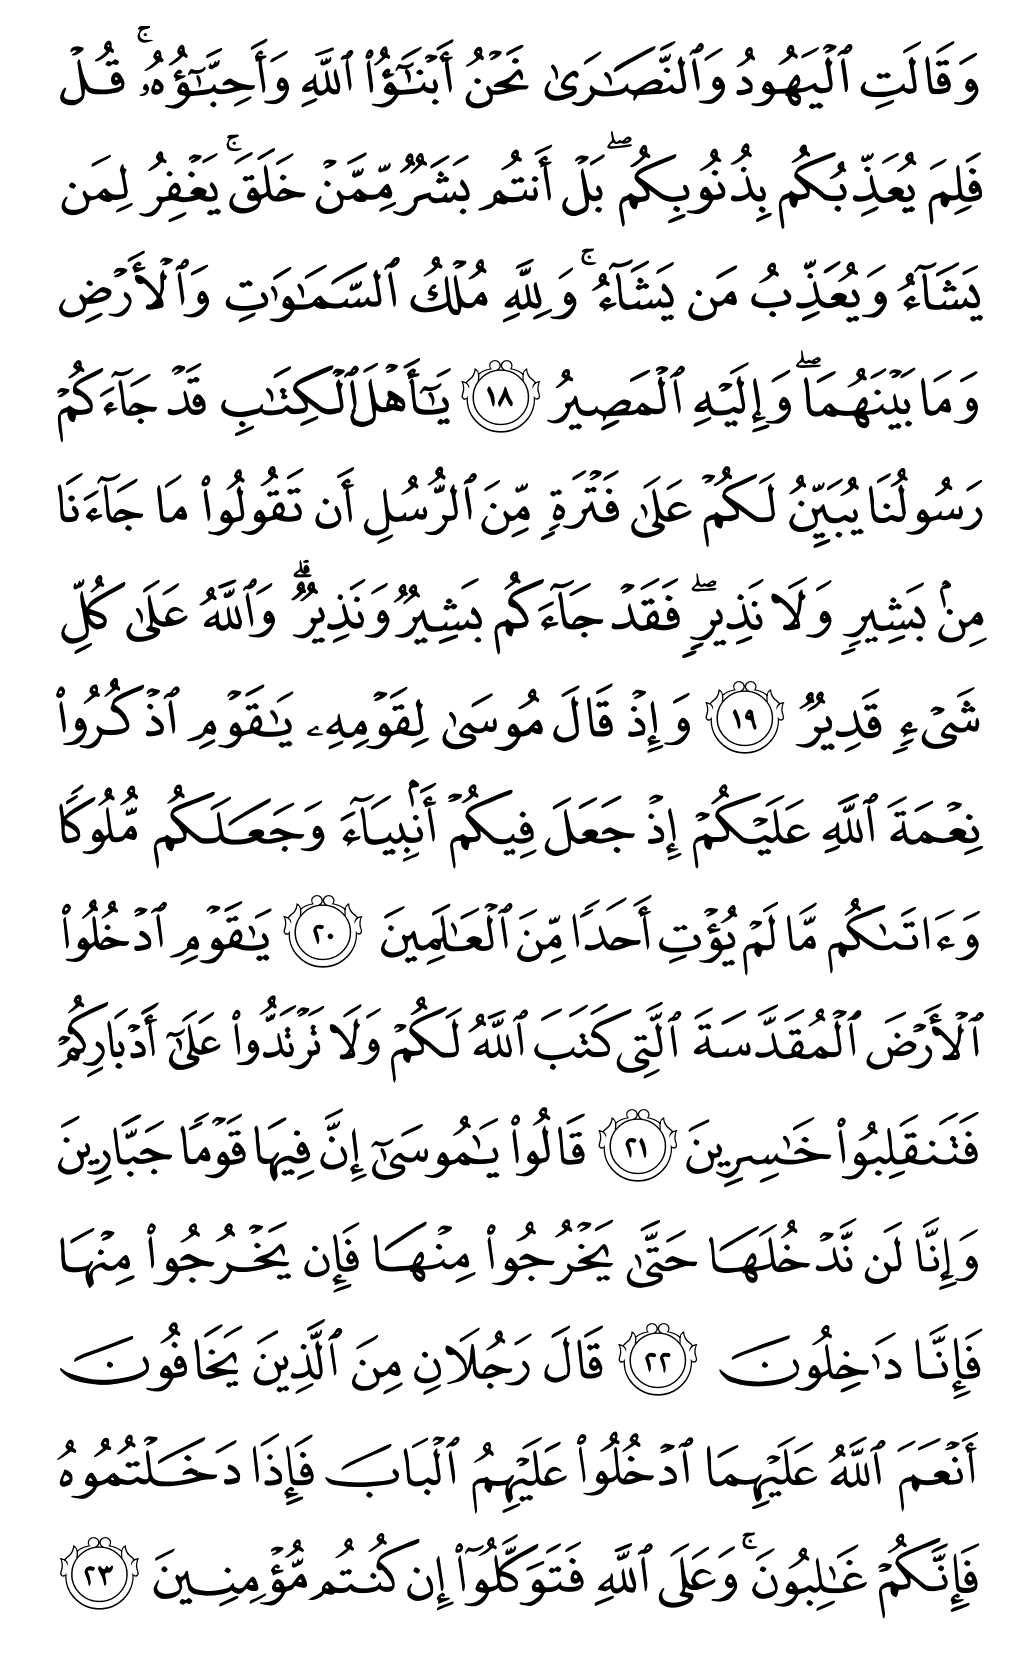 وَقَالَتِ ٱلۡيَهُودُ وَٱلنَّصَٰرَىٰ نَحۡنُ أَبۡنَٰٓؤُاْ ٱللَّهِ وَأَحِبَّٰٓؤُهُۥۚ قُلۡ
فَلِمَ يُعَذِّبُكُم بِذُنُوبِكُمۖ بَلۡ أَنتُم بَشَرٞ مِّمَّنۡ خَلَقَۚ يَغۡفِرُ لِمَن
يَشَآءُ وَيُعَذِّبُ مَن يَشَآءُۚ وَلِلَّهِ مُلۡكُ ٱلسَّمَٰوَٰتِ وَٱلۡأَرۡضِ
وَمَا بَيۡنَهُمَاۖ وَإِلَيۡهِ ٱلۡمَصِيرُ ١٨ يَٰٓأَهۡلَ ٱلۡكِتَٰبِ قَدۡ جَآءَكُمۡ
رَسُولُنَا يُبَيِّنُ لَكُمۡ عَلَىٰ فَتۡرَةٖ مِّنَ ٱلرُّسُلِ أَن تَقُولُواْ مَا جَآءَنَا
مِنۢ بَشِيرٖ وَلَا نَذِيرٖۖ فَقَدۡ جَآءَكُم بَشِيرٞ وَنَذِيرٞۗ وَٱللَّهُ عَلَىٰ كُلِّ
شَيۡءٖ قَدِيرٞ ١٩ وَإِذۡ قَالَ مُوسَىٰ لِقَوۡمِهِۦ يَٰقَوۡمِ ٱذۡكُرُواْ
نِعۡمَةَ ٱللَّهِ عَلَيۡكُمۡ إِذۡ جَعَلَ فِيكُمۡ أَنۢبِيَآءَ وَجَعَلَكُم مُّلُوكٗا
وَءَاتَىٰكُم مَّا لَمۡ يُؤۡتِ أَحَدٗا مِّنَ ٱلۡعَٰلَمِينَ ٢٠ يَٰقَوۡمِ ٱدۡخُلُواْ
ٱلۡأَرۡضَ ٱلۡمُقَدَّسَةَ ٱلَّتِي كَتَبَ ٱللَّهُ لَكُمۡ وَلَا تَرۡتَدُّواْ عَلَىٰٓ أَدۡبَارِكُمۡ
فَتَنقَلِبُواْ خَٰسِرِينَ ٢١ قَالُواْ يَٰمُوسَىٰٓ إِنَّ فِيهَا قَوۡمٗا جَبَّارِينَ
وَإِنَّا لَن نَّدۡخُلَهَا حَتَّىٰ يَخۡرُجُواْ مِنۡهَا فَإِن يَخۡرُجُواْ مِنۡهَا
فَإِنَّا دَٰخِلُونَ ٢٢ قَالَ رَجُلَانِ مِنَ ٱلَّذِينَ يَخَافُونَ
أَنۡعَمَ ٱللَّهُ عَلَيۡهِمَا ٱدۡخُلُواْ عَلَيۡهِمُ ٱلۡبَابَ فَإِذَا دَخَلۡتُمُوهُ
فَإِنَّكُمۡ غَٰلِبُونَۚ وَعَلَى ٱللَّهِ فَتَوَكَّلُوٓاْ إِن كُنتُم مُّؤۡمِنِينَ ٢٣